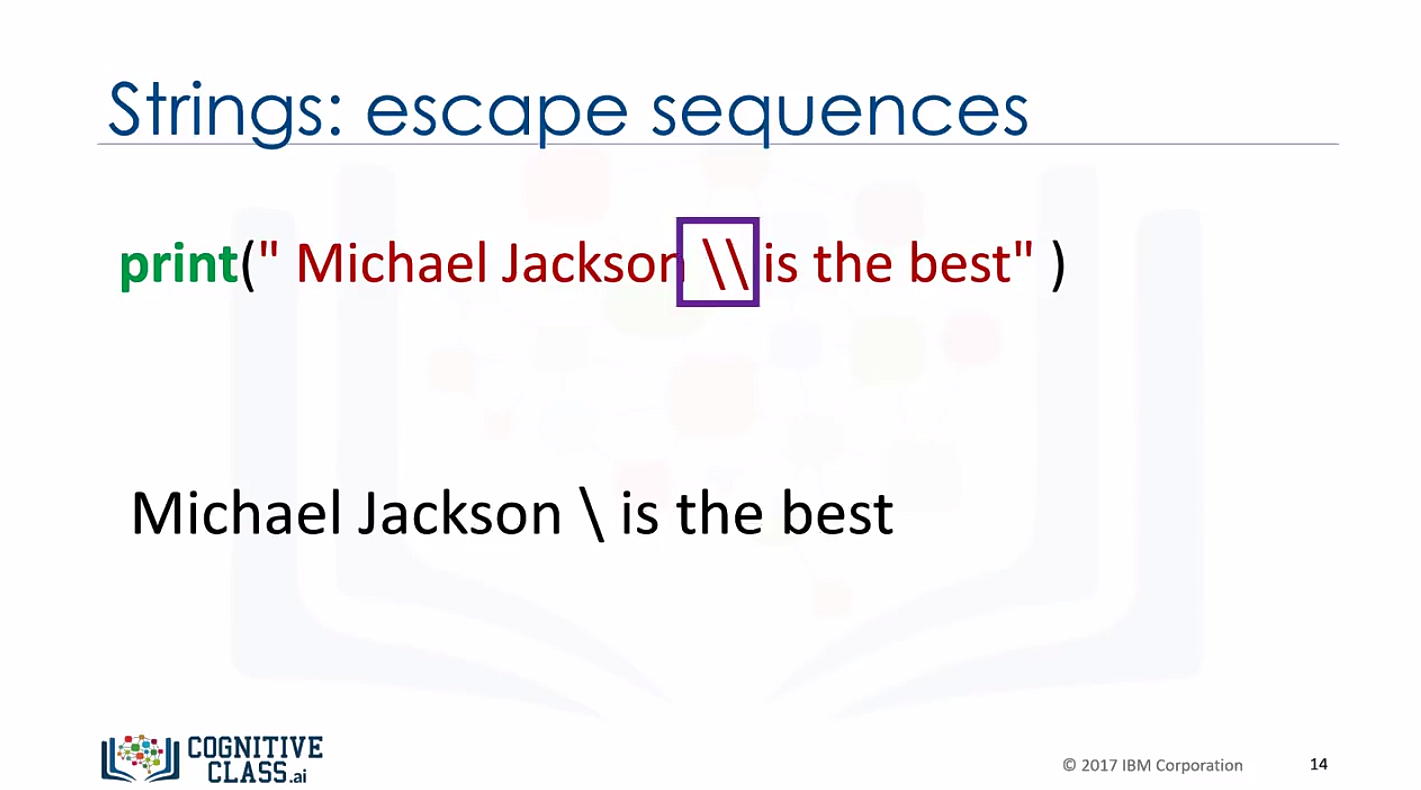 Strings: escape sequences
print(" Michael Jackson \\ is the best" )
Michael Jackson \ is the best
COGNITIVE
CLASS.ai
© 2017 IBM Corporation
14